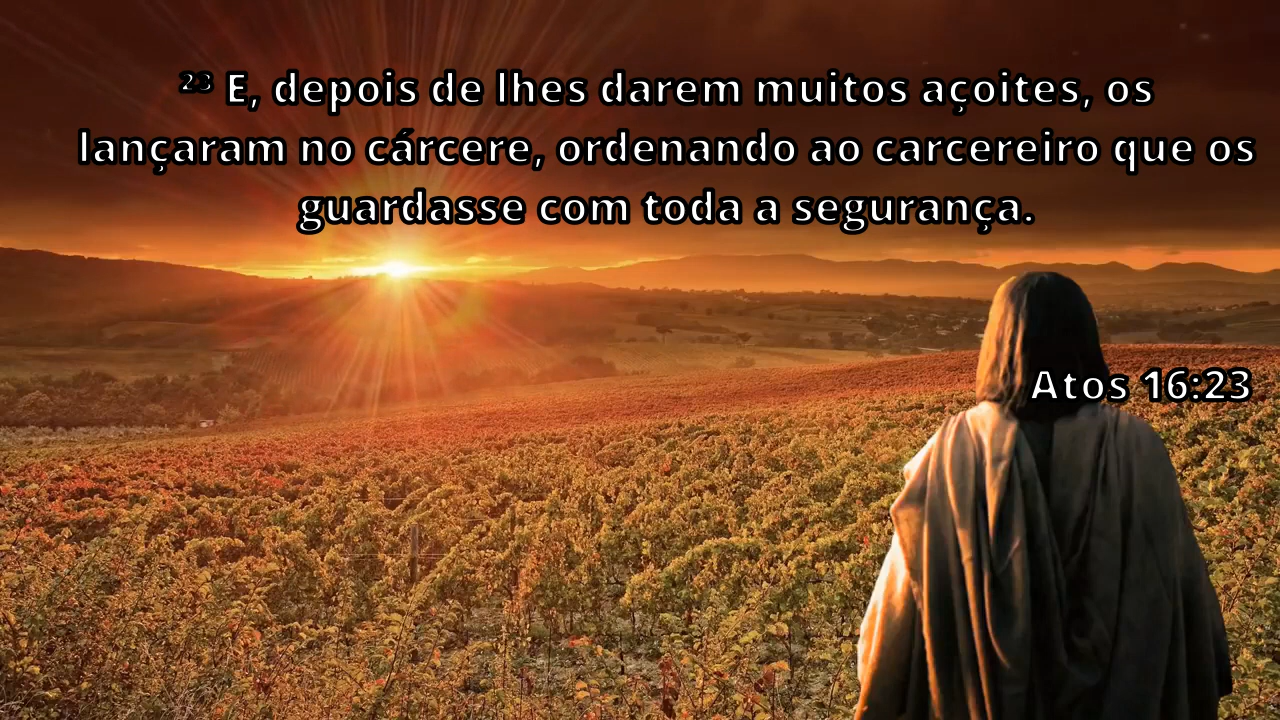 ²³ E, depois de lhes darem muitos açoites, os
lançaram no cárcere, ordenando ao carcereiro que os
guardasse com toda a segurança.
Atos 16:23